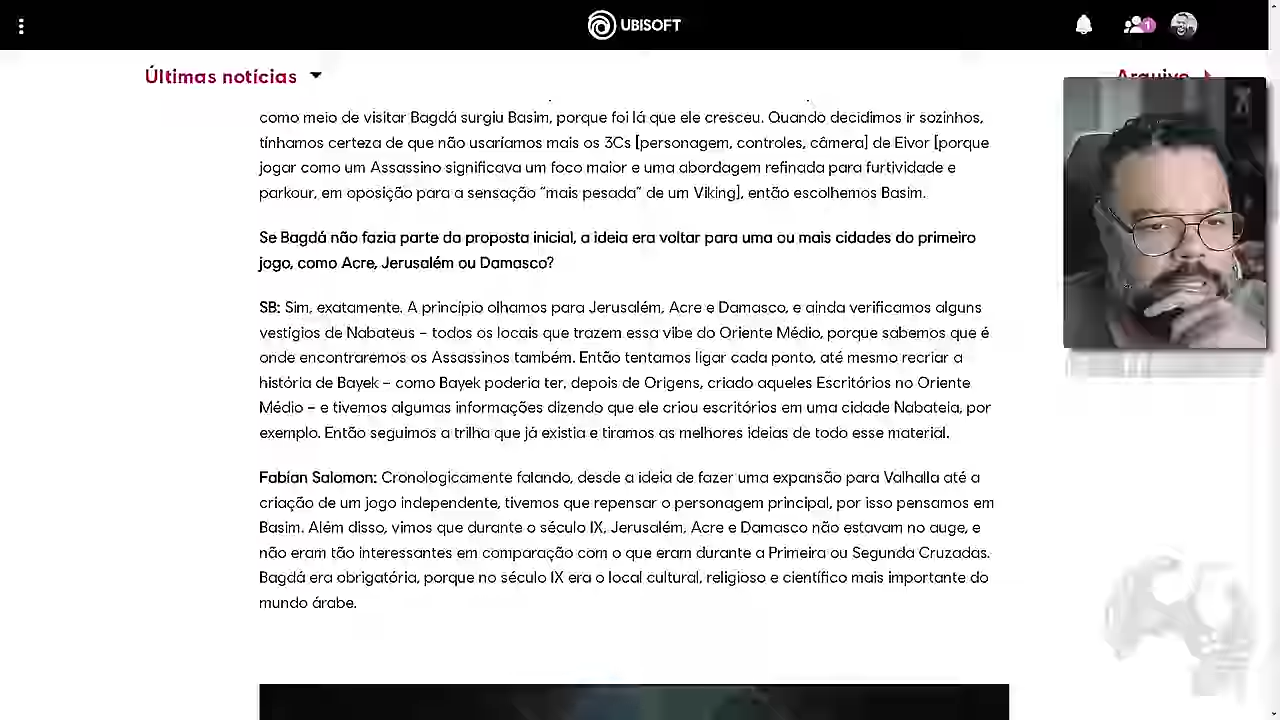 UBISOFT
1
Últimas notícias
Arquivo
como meio de visitar Bagdá surgiu Basim, porque foi lá que ele cresceu. Quando decidimos ir sozinhos,
tínhamos certeza de que não usaríamos mais os 3Cs [personagem, controles, câmera] de Eivor [porque
jogar como um Assassino significava um foco maior e uma abordagem refinada para furtividade e
parkour, em oposição para a sensação “mais pesada” de um Viking], então escolhemos Basim.
Se Bagdá não fazia parte da proposta inicial, a ideia era voltar para uma ou mais cidades do primeiro
jogo, como Acre, Jerusalém ou Damasco?
SB: Sim, exatamente. A princípio olhamos para Jerusalém, Acre e Damasco, e ainda verificamos alguns
vestígios de Nabateus – todos os locais que trazem essa vibe do Oriente Médio, porque sabemos que é
onde encontraremos os Assassinos também. Então tentamos ligar cada ponto, até mesmo recriar a
história de Bayek – como Bayek poderia ter, depois de Origens, criado aqueles Escritórios no Oriente
Médio – e tivemos algumas informações dizendo que ele criou escritórios em uma cidade Nabateia, por
exemplo. Então seguimos a trilha que já existia e tiramos as melhores ideias de todo esse material.
Fabian Salomon: Cronologicamente falando, desde a ideia de fazer uma expansão para Valhalla até a
criação de um jogo independente, tivemos que repensar o personagem principal, por isso pensamos em
Basim. Além disso, vimos que durante o século IX, Jerusalém, Acre e Damasco não estavam no auge, e
não eram tão interessantes em comparação com o que eram durante a Primeira ou Segunda Cruzadas.
Bagdá era obrigatória, porque no século IX era o local cultural, religioso e científico mais importante do
mundo árabe.